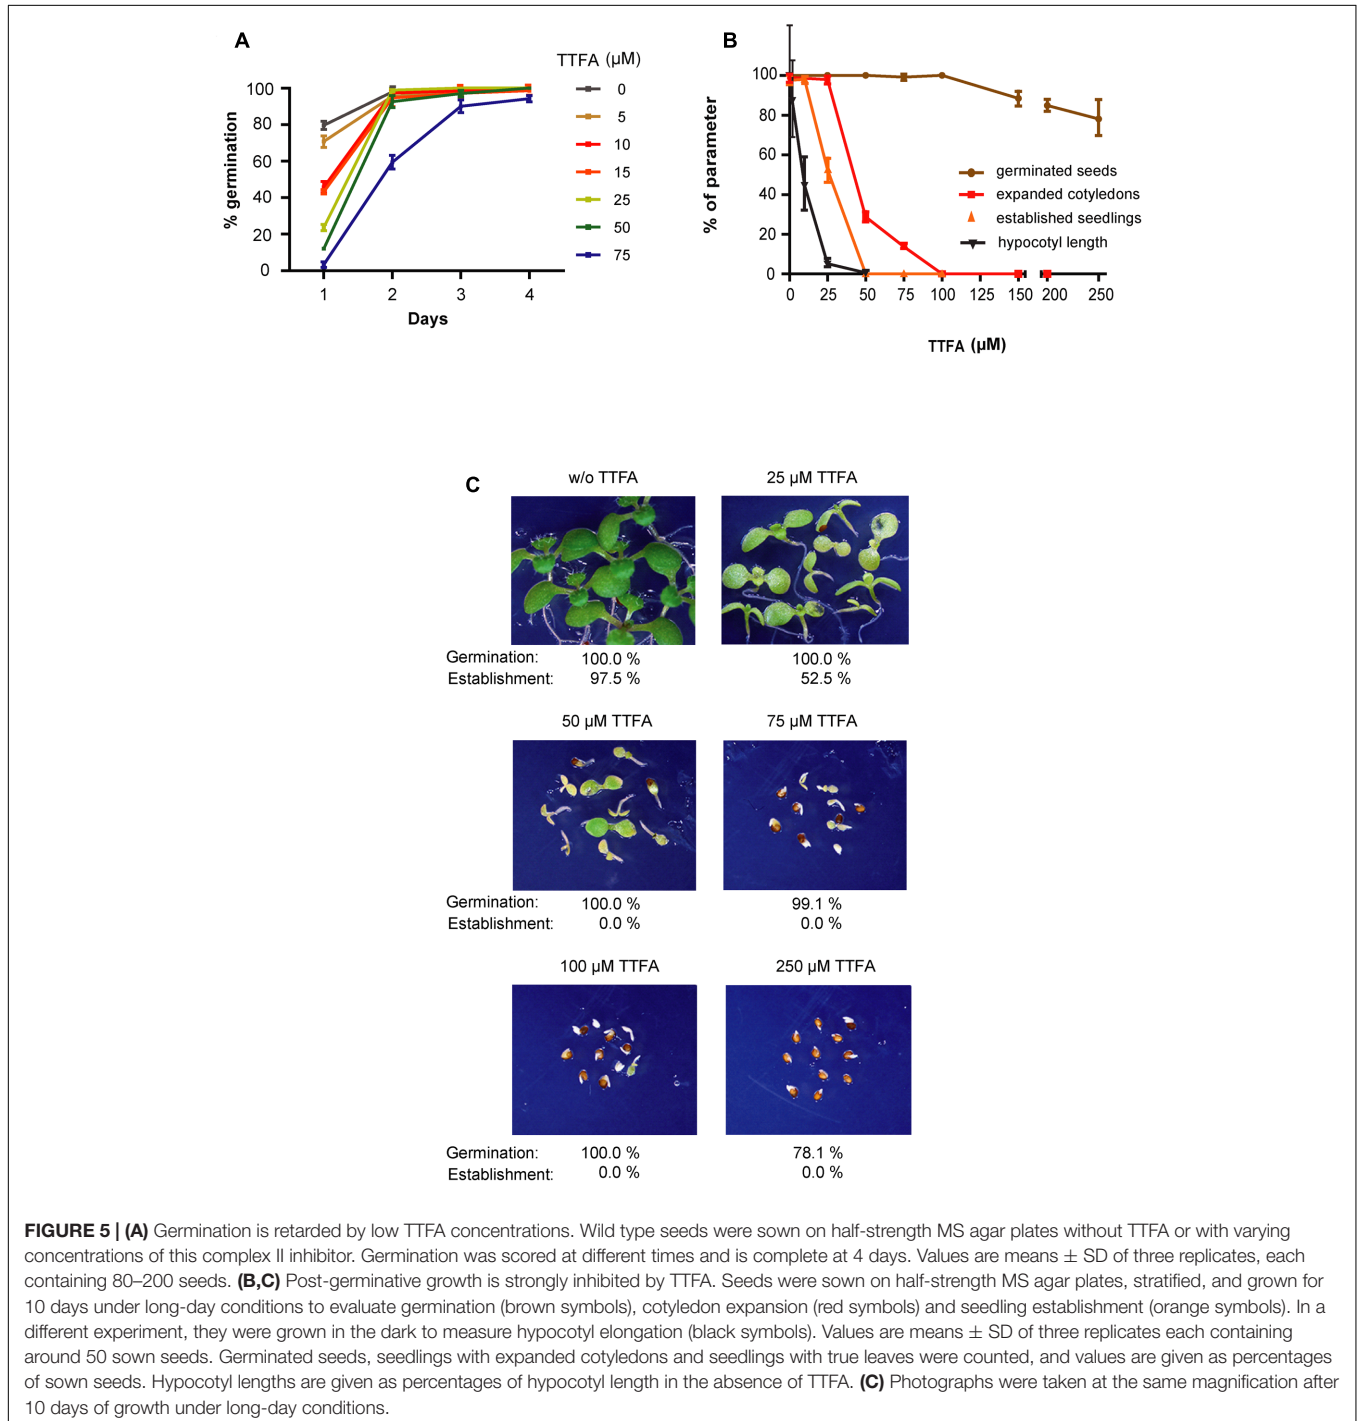 A
TTFA (μM)
100
80
60
40
20
0
% germination
1 2 3 4
Days
0
5
10
15
25
50
75
B
100
80
60
40
20
0
% of parameter
germinated seeds
expanded cotyledons
established seedlings
hypocotyl length
0 25 50 75 100 125 150 200 250
TTFA (μM)
C
w/o TTFA 25 μM TTFA
Germination: 100.0 % 100.0 %
Establishment: 97.5 % 52.5 %
50 μM TTFA 75 μM TTFA
Germination: 100.0 % 99.1 %
Establishment: 0.0 % 0.0 %
100 μM TTFA 250 μM TTFA
Germination: 100.0 % 78.1 %
Establishment: 0.0 % 0.0 %
FIGURE 5 | (A) Germination is retarded by low TTFA concentrations. Wild type seeds were sown on half-strength MS agar plates without TTFA or with varying
concentrations of this complex II inhibitor. Germination was scored at different times and is complete at 4 days. Values are means ± SD of three replicates, each
containing 80–200 seeds. (B,C) Post-germinative growth is strongly inhibited by TTFA. Seeds were sown on half-strength MS agar plates, stratified, and grown for
10 days under long-day conditions to evaluate germination (brown symbols), cotyledon expansion (red symbols) and seedling establishment (orange symbols). In a
different experiment, they were grown in the dark to measure hypocotyl elongation (black symbols). Values are means ± SD of three replicates each containing
around 50 sown seeds. Germinated seeds, seedlings with expanded cotyledons and seedlings with true leaves were counted, and values are given as percentages
of sown seeds. Hypocotyl lengths are given as percentages of hypocotyl length in the absence of TTFA. (C) Photographs were taken at the same magnification after
10 days of growth under long-day conditions.